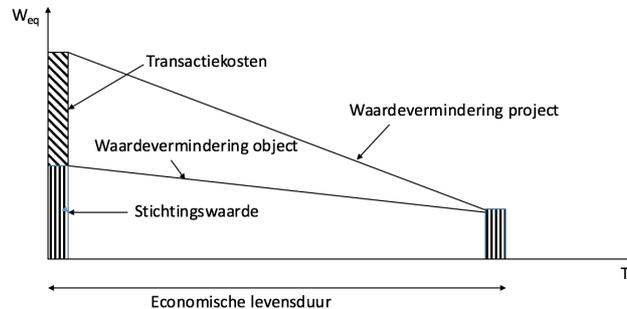 Weq
Transactiekosten
Waardevermindering project
Waardevermindering object
Stichtingswaarde
T
Economische levensduur